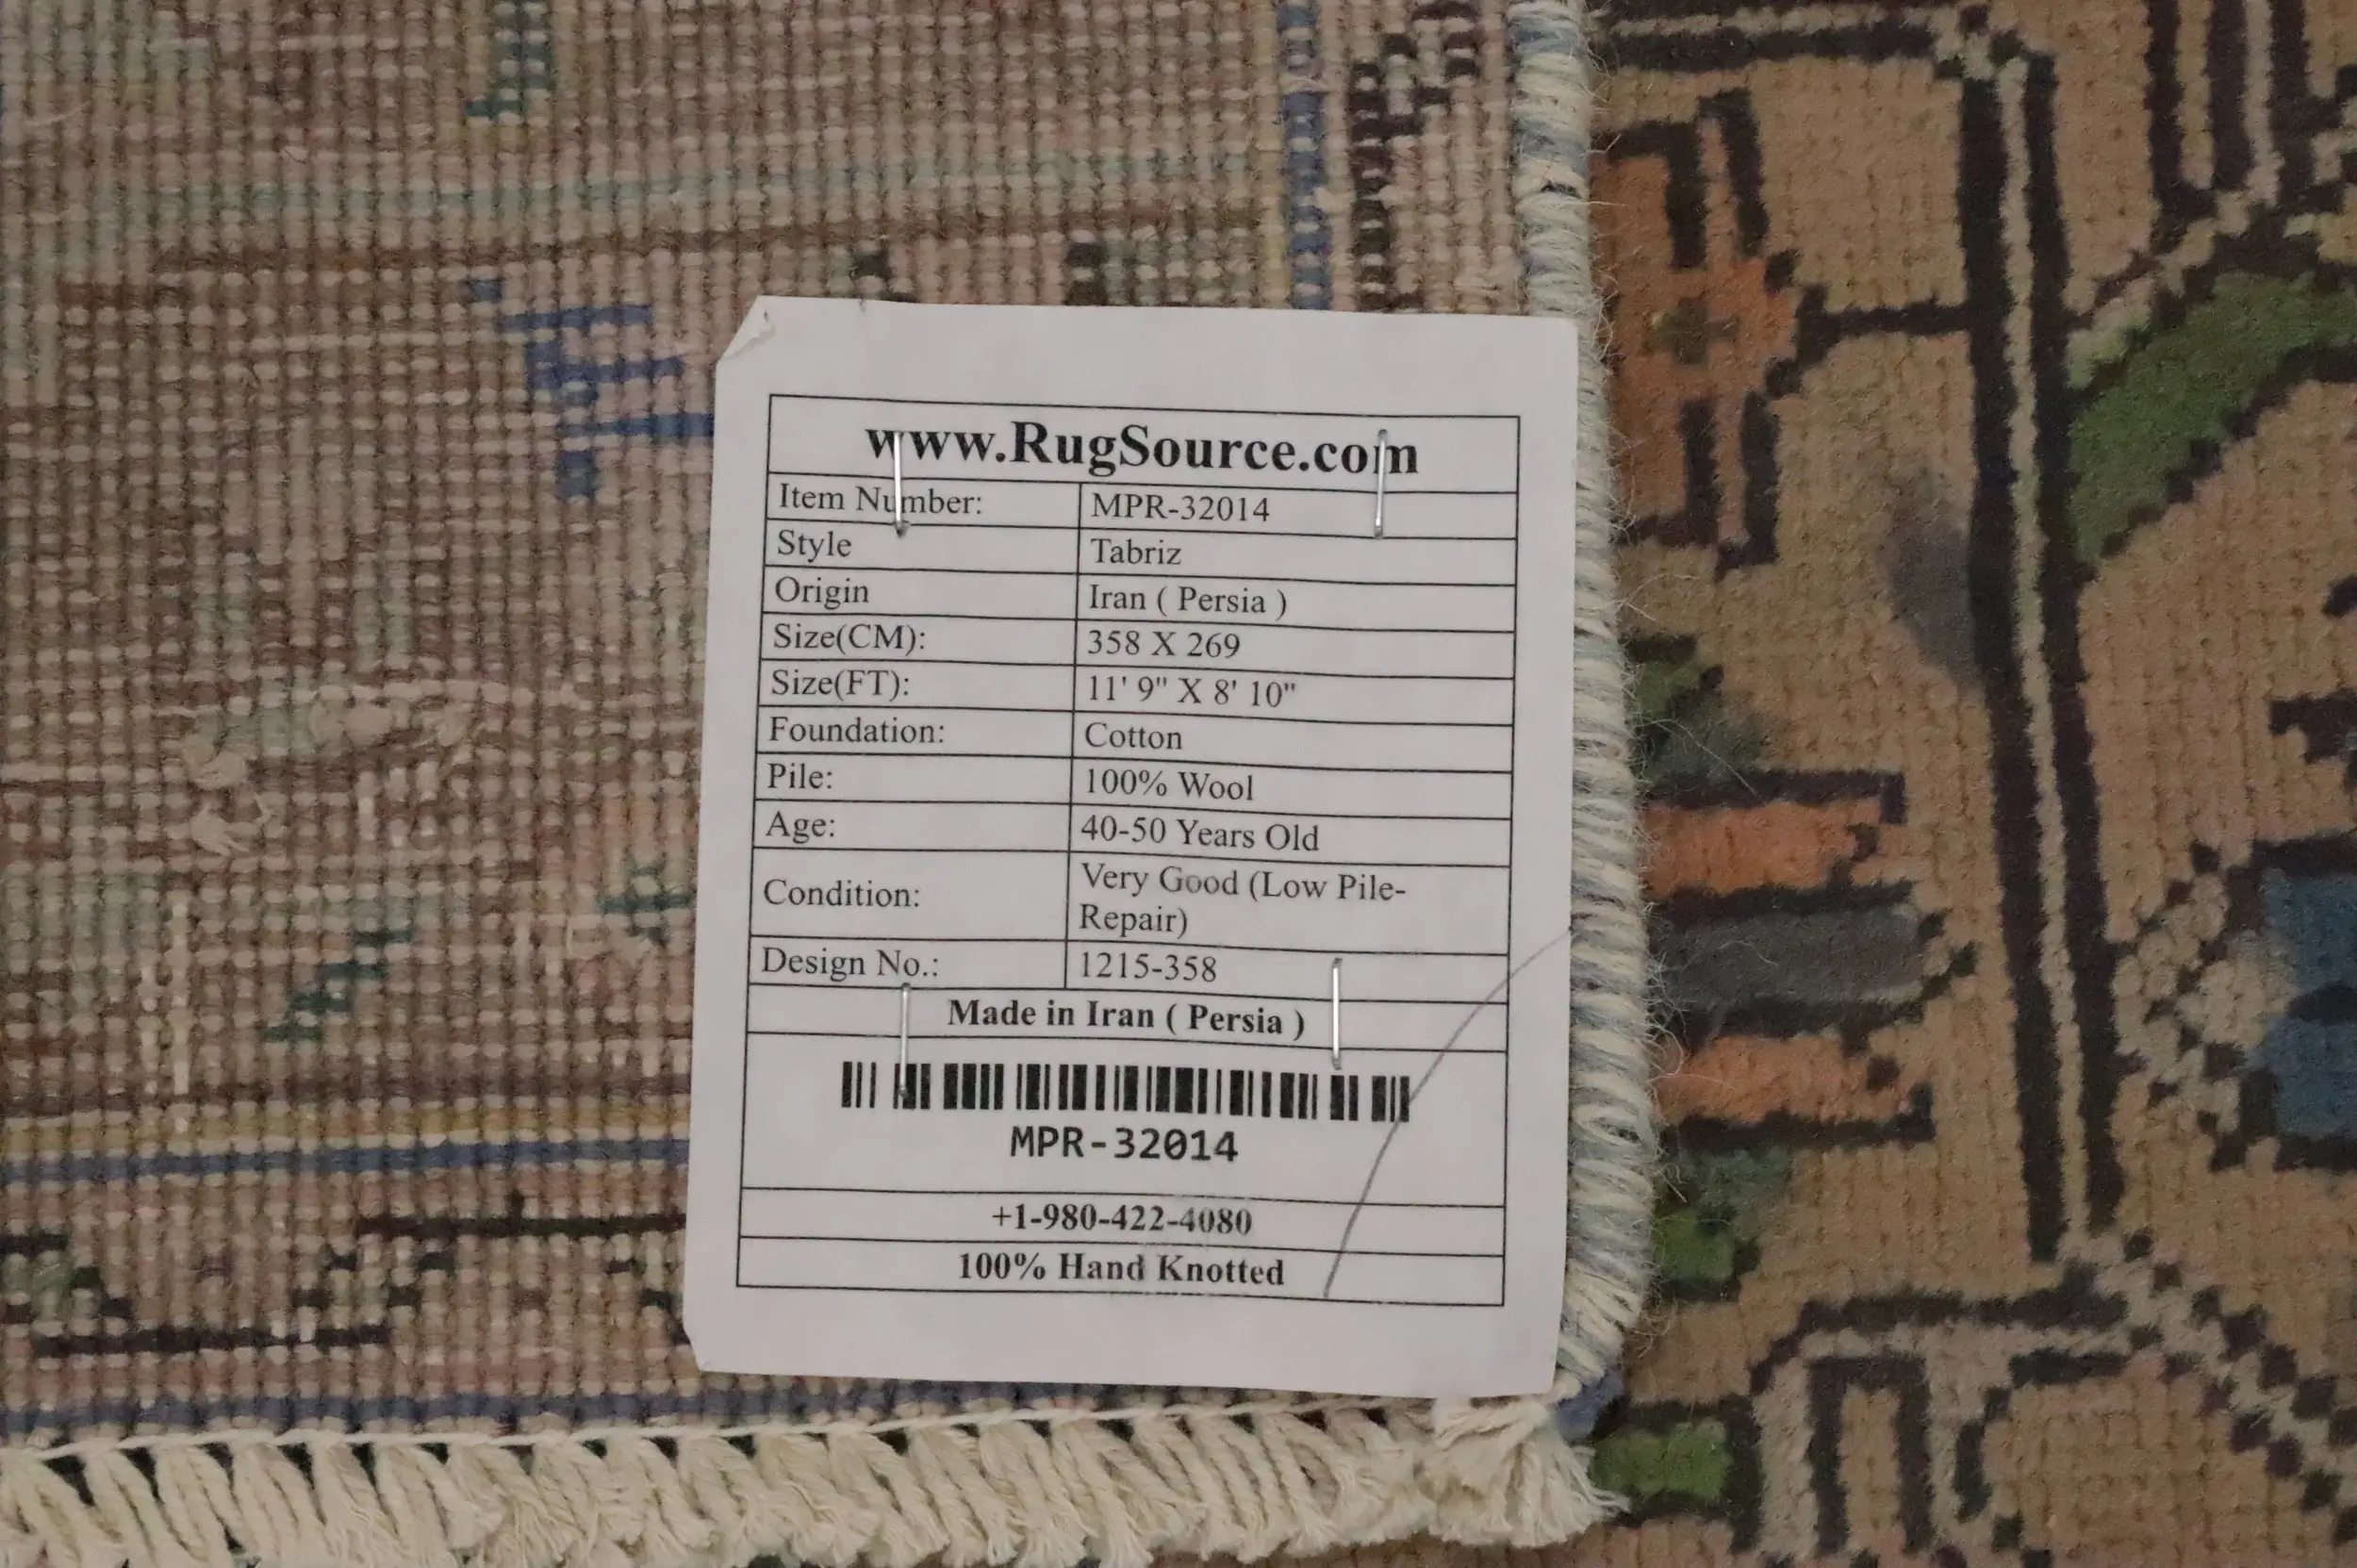 www.RugSource.com
Item Number: MPR-32014
Style Tabriz
Origin Iran ( Persia )
Size(CM): 358 X 269
Size(FT): 11' 9" X 8' 10"
Foundation: Cotton
Pile: 100% Wool
Age: 40-50 Years Old
Condition: Very Good (Low Pile-
Repair)
Design No.: 1215-358
Made in Iran ( Persia )
MPR-32014
+1-980-422-4080
100% Hand Knotted